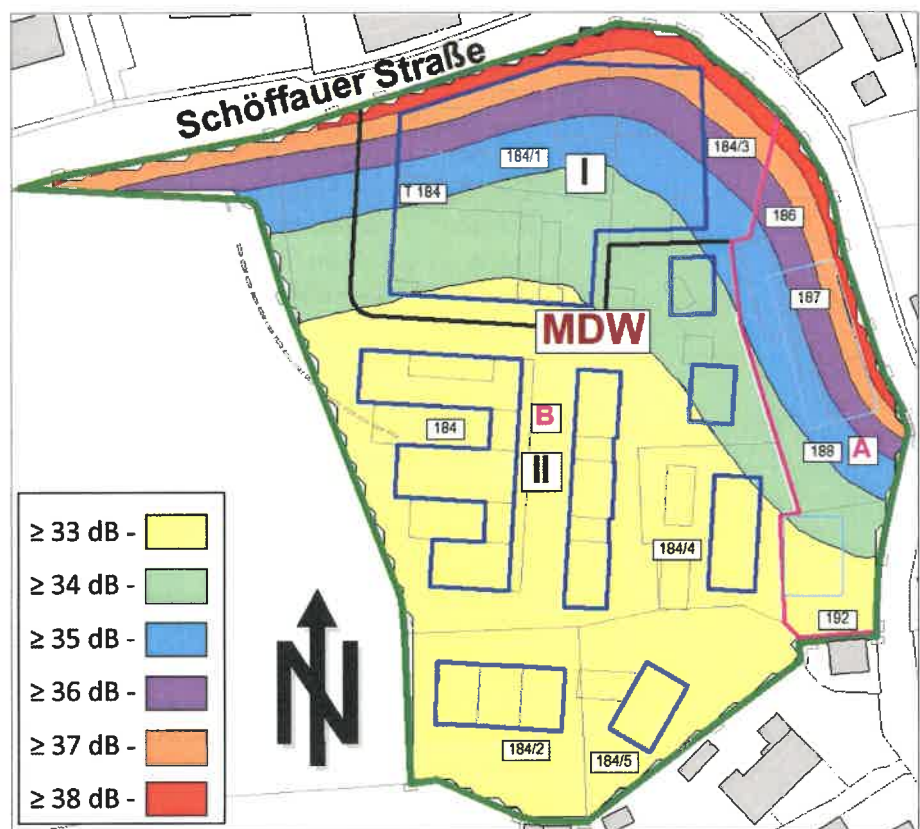 Schöffauer Straße
184/1
I
184/3
T 184
186
187
MDW
B
184
II
188
A
184/4
192
184/2
184/5
≥ 33 dB -
≥ 34 dB -
≥ 35 dB -
≥ 36 dB -
≥ 37 dB -
≥ 38 dB -
N